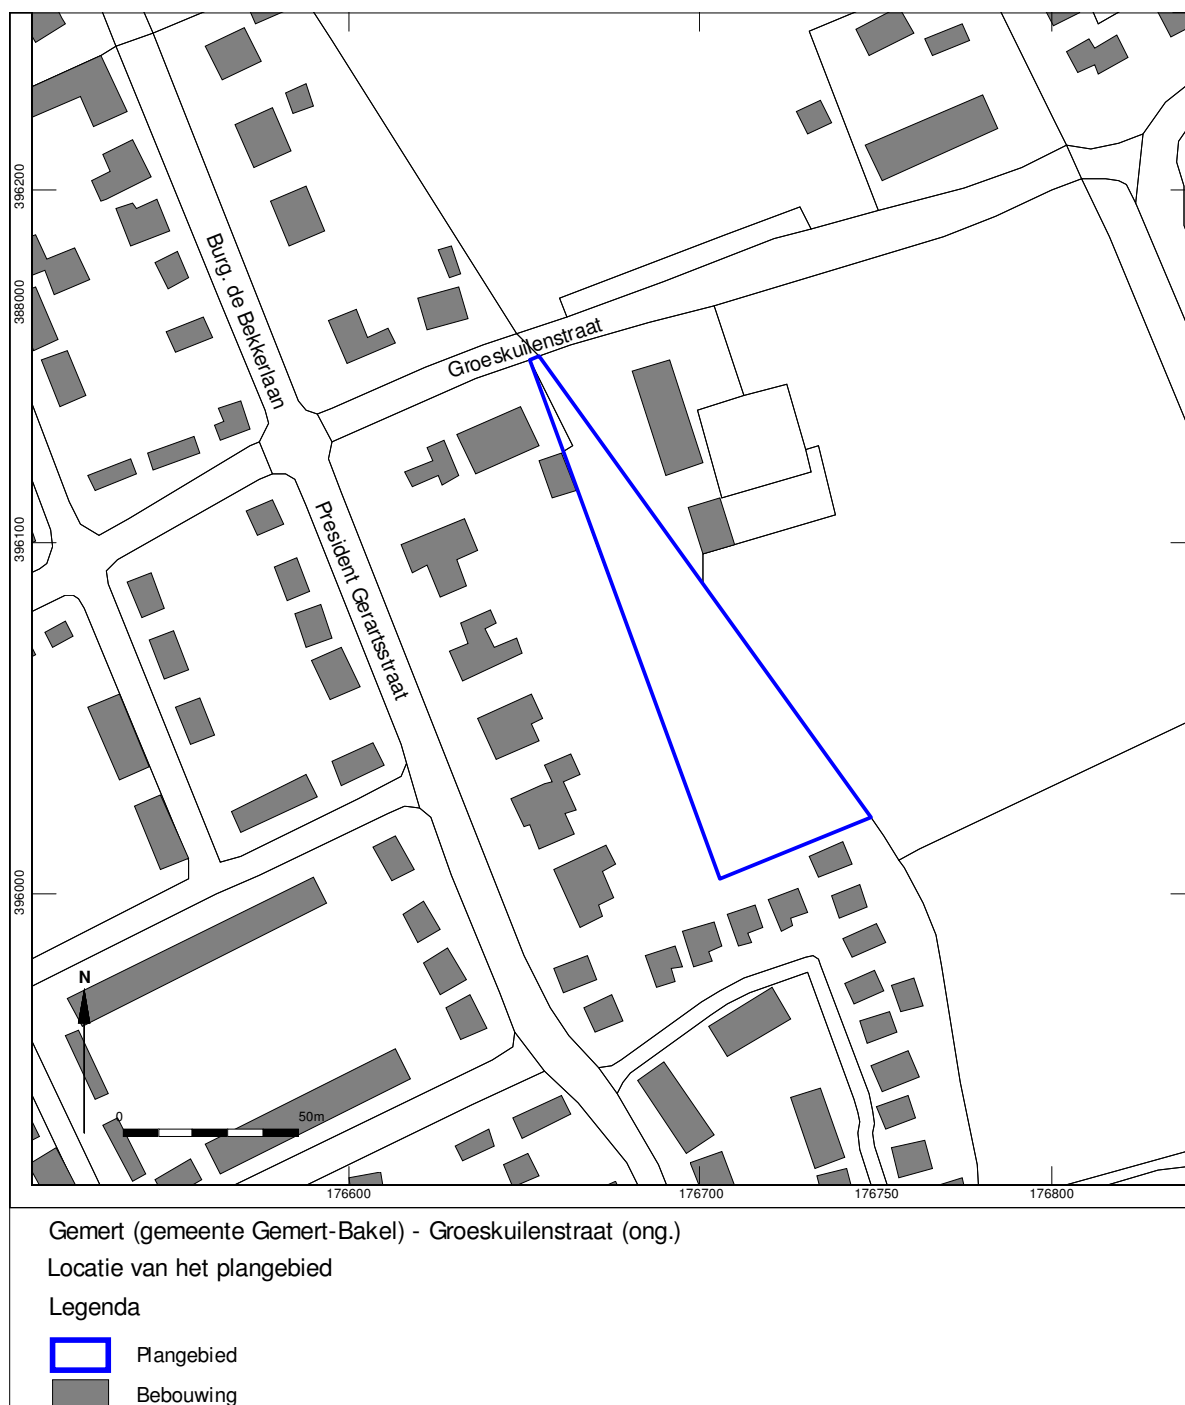 396200
388000
396100
396000
Burg. de Bekkerlaan
Groeskuilenstraat
President Gerartsstraat
N
0 50m
176600 176700 176750 176800
Gemert (gemeente Gemert-Bakel) - Groeskuilenstraat (ong.)
Locatie van het plangebied
Legenda
Plangebied
Bebouwing